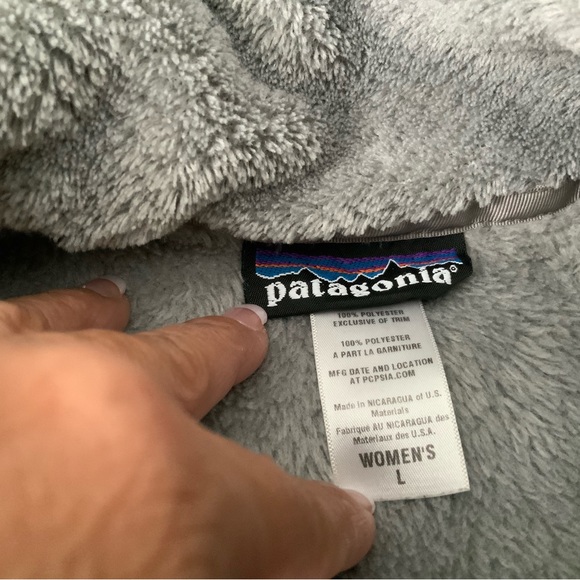 patagonia®
100% POLYESTER
EXCLUSIVE OF TRIM
100% POLYESTER
A PART LA GARNITURE
MFG DATE AND LOCATION
AT PCPSIA.COM
Made in NICARAGUA of U.S.
Materials
Fabriqué AU NICARAGUA des
Matériaux des U.S.A.
WOMEN'S
L